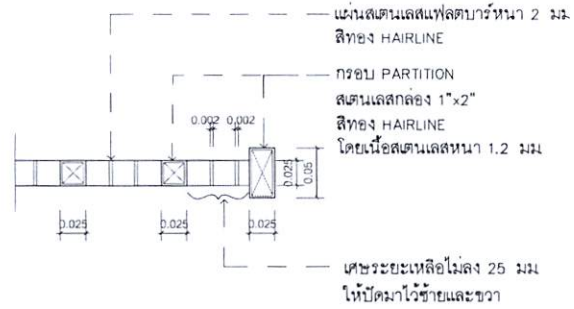 แผ่นสเตนเลสแฟลตบาร์หนา 2 มม
สีทอง HAIRLINE
กรอบ PARTITION
สเตนเลสกล่อง 1"x2"
สีทอง HAIRLINE
โดยเนื้อสเตนเลสหนา 1.2 มม
0.002 0.002
0.025
0.05
0.025 0.025 0.025
เศษระยะเหลือไม่ลง 25 มม
ให้ปัดมาไว้ซ้ายและขวา